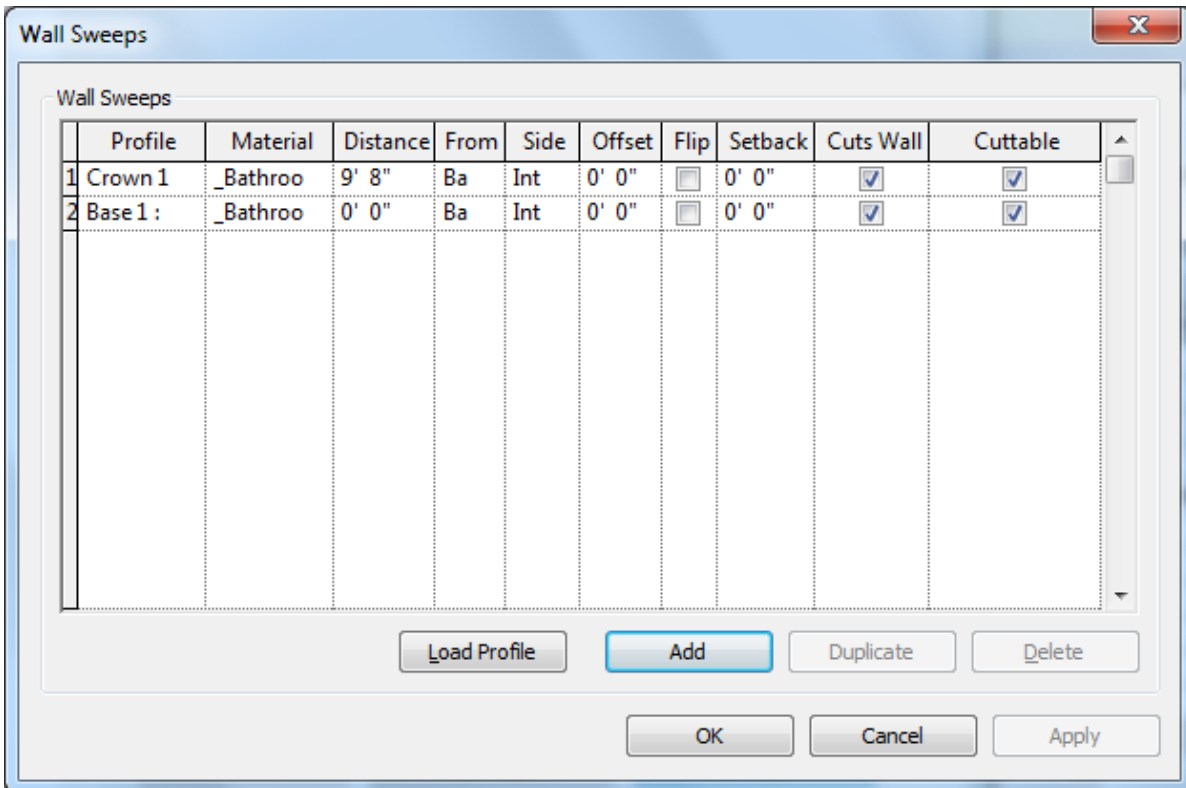 Wall Sweeps
Wall Sweeps
Profile Material Distance From Side Offset Flip Setback Cuts Wall Cuttable
1 Crown 1 _Bathroo 9' 8" Ba Int 0' 0" 0' 0"
2 Base 1 : _Bathroo 0' 0" Ba Int 0' 0" 0' 0"
Load Profile Add Duplicate Delete
OK Cancel Apply